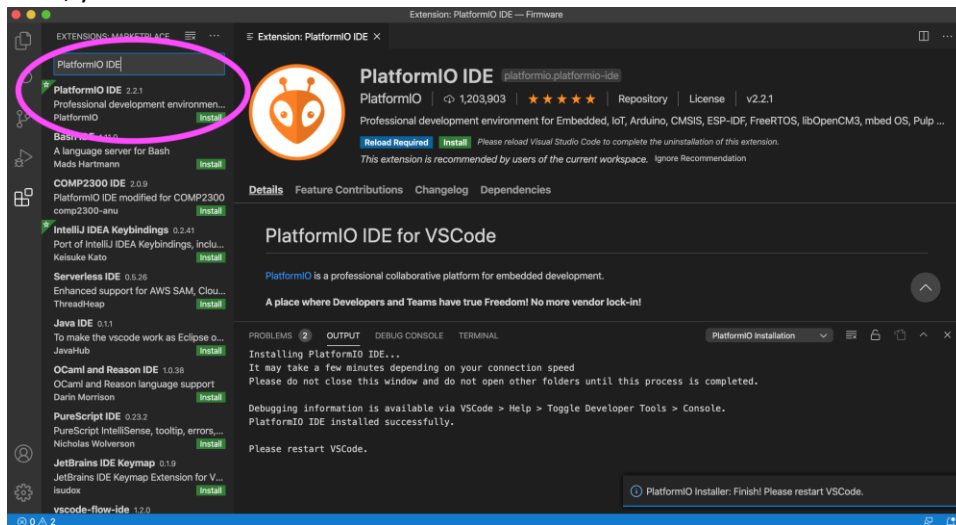 Extension: PlatformIO IDE — Firmware
EXTENSIONS: MARKETPLACE
PlatformIO IDE
PlatformIO IDE 2.2.1
Professional development environmen...
PlatformIO Install
A language server for Bash
Mads Hartmann Install
COMP2300 IDE 2.0.9
PlatformIO IDE modified for COMP2300
comp2300-anu Install
IntelliJ IDEA Keybindings 0.2.41
Port of IntelliJ IDEA Keybindings, inclu...
Keisuke Kato Install
Serverless IDE 0.5.26
Enhanced support for AWS SAM, Clou...
ThreadHeap Install
Java IDE 0.1.1
To make the vscode work as Eclipse o...
JavaHub Install
OCaml and Reason IDE 1.0.38
OCaml and Reason language support
Darin Morrison Install
PureScript IDE 0.23.2
PureScript IntelliSense, tooltip, errors,...
Nicholas Wolverson Install
JetBrains IDE Keymap 0.1.9
JetBrains IDE Keymap Extension for V...
isudox Install
vscode-flow-ide 1.2.0
Extension: PlatformIO IDE
PlatformIO IDE platformio.platformio-ide
PlatformIO 1,203,903 ★★★★★ Repository License v2.2.1
Professional development environment for Embedded, IoT, Arduino, CMSIS, ESP-IDF, FreeRTOS, libOpenCM3, mbed OS, Pulp ...
Reload Required Install Please reload Visual Studio Code to complete the uninstallation of this extension.
This extension is recommended by users of the current workspace. Ignore Recommendation
Details Feature Contributions Changelog Dependencies
PlatformIO IDE for VSCode
PlatformIO is a professional collaborative platform for embedded development.
A place where Developers and Teams have true Freedom! No more vendor lock-in!
PROBLEMS 2 OUTPUT DEBUG CONSOLE TERMINAL PlatformIO Installation
Installing PlatformIO IDE...
It may take a few minutes depending on your connection speed
Please do not close this window and do not open other folders until this process is completed.
Debugging information is available via VSCode > Help > Toggle Developer Tools > Console.
PlatformIO IDE installed successfully.
Please restart VSCode.
PlatformIO Installer: Finish! Please restart VSCode.
0 2